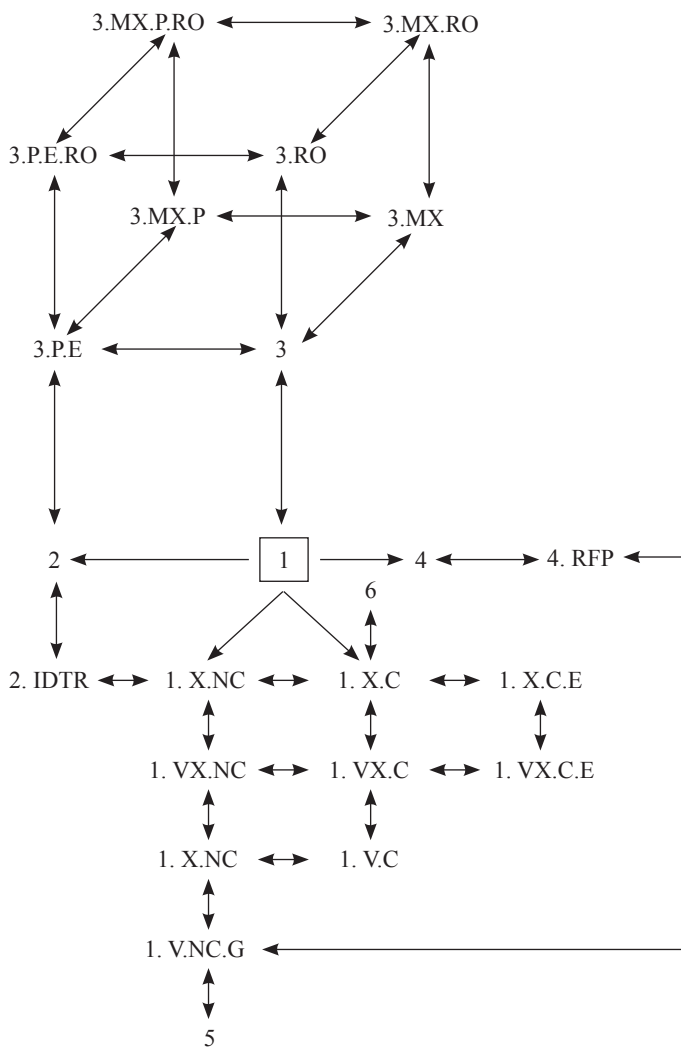 3.MX.P.RO 3.MX.RO
3.P.E.RO 3.RO
3.MX.P 3.MX
3.P.E 3
2 1 4 4. RFP
6
2. IDTR 1. X.NC 1. X.C 1. X.C.E
1. VX.NC 1. VX.C 1. VX.C.E
1. X.NC 1. V.C
1. V.NC.G
5